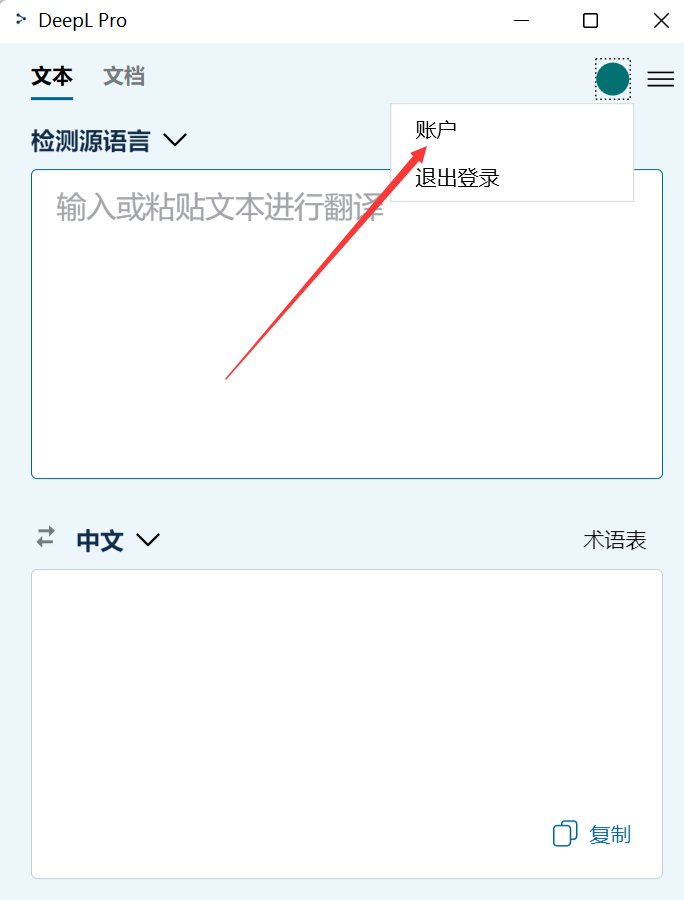 DeepL Pro
文本 文档
账户
检测源语言
退出登录
输入或粘贴文本进行翻译
中文 术语表
复制